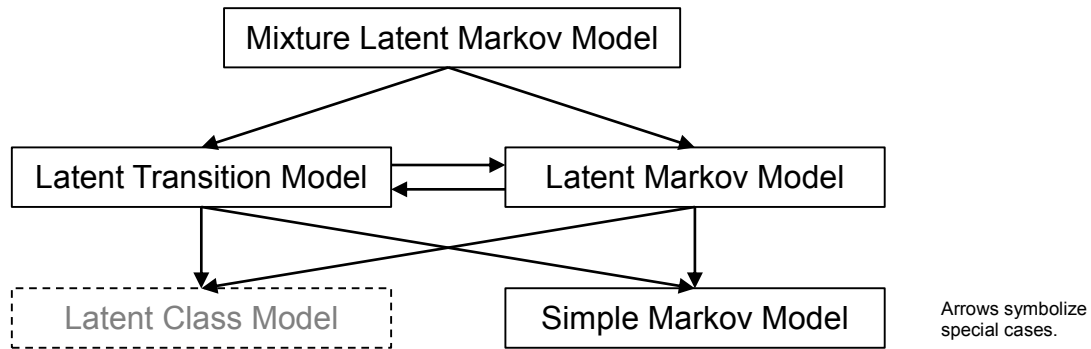 Mixture Latent Markov Model
Latent Transition Model
Latent Markov Model
Latent Class Model
Simple Markov Model
Arrows symbolize
special cases.